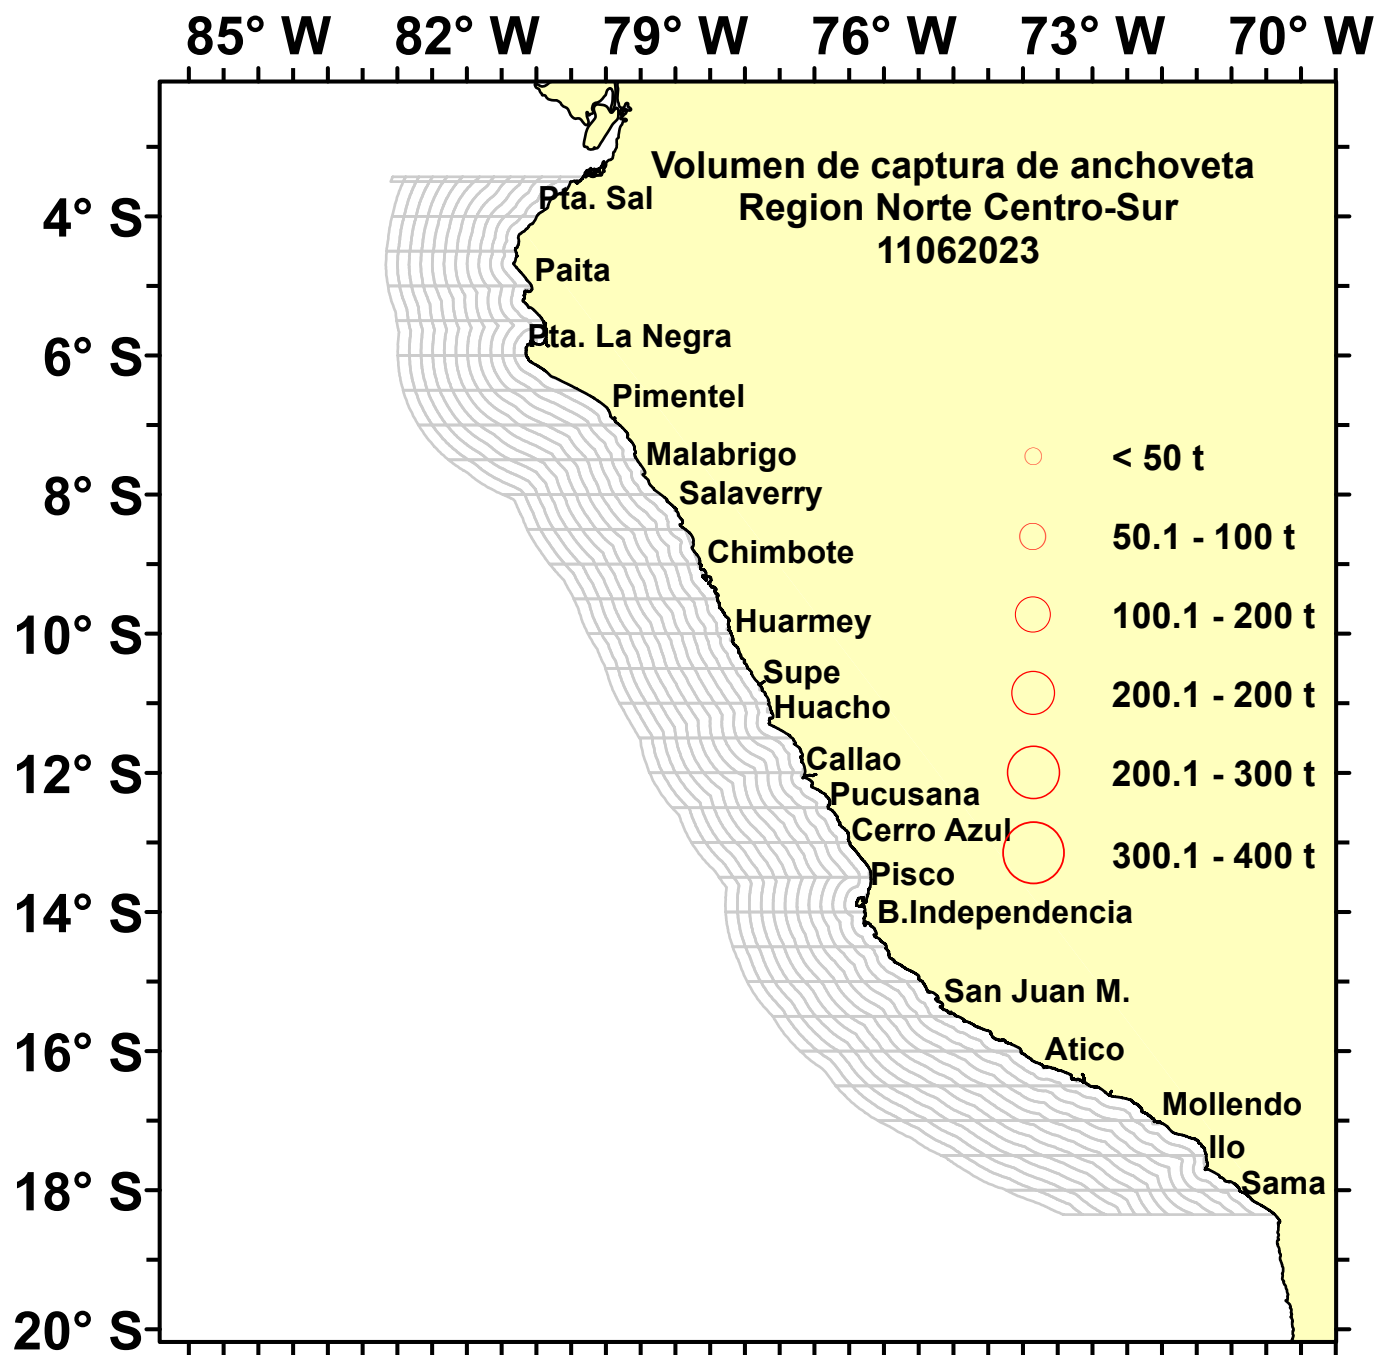 85° W 82° W 79° W 76° W 73° W 70° W
Volumen de captura de anchoveta
Region Norte Centro-Sur
11062023
4° S
6° S
8° S
10° S
12° S
14° S
16° S
18° S
20° S
Pta. Sal
Paita
Pta. La Negra
Pimentel
Malabrigo
Salaverry
Chimbote
Huarmey
Supe
Huacho
Callao
Pucusana
Cerro Azul
Pisco
B.Independencia
San Juan M.
Atico
Mollendo
Ilo
Sama
< 50 t
50.1 - 100 t
100.1 - 200 t
200.1 - 200 t
200.1 - 300 t
300.1 - 400 t